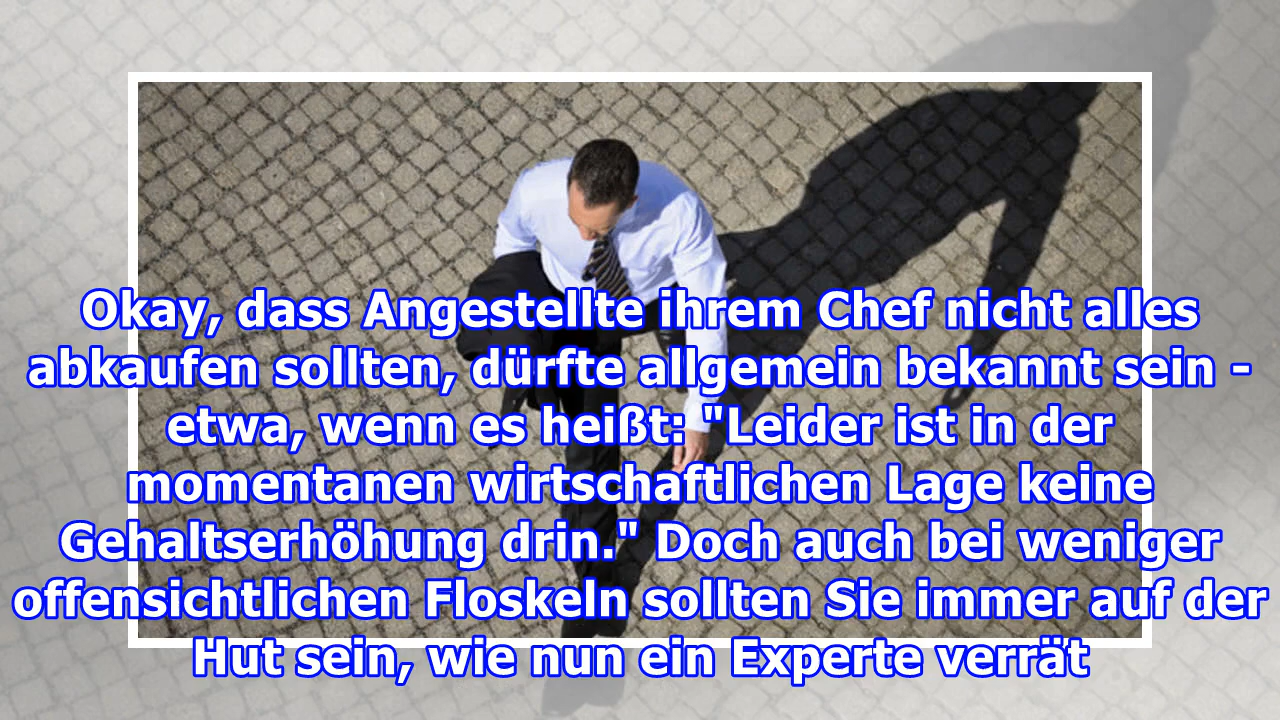 Okay, dass Angestellte ihrem Chef nicht alles
abkaufen sollten, dürfte allgemein bekannt sein -
etwa, wenn es heißt: "Leider ist in der
momentanen wirtschaftlichen Lage keine
Gehaltserhöhung drin." Doch auch bei weniger
offensichtlichen Floskeln sollten Sie immer auf der
Hut sein, wie nun ein Experte verrät